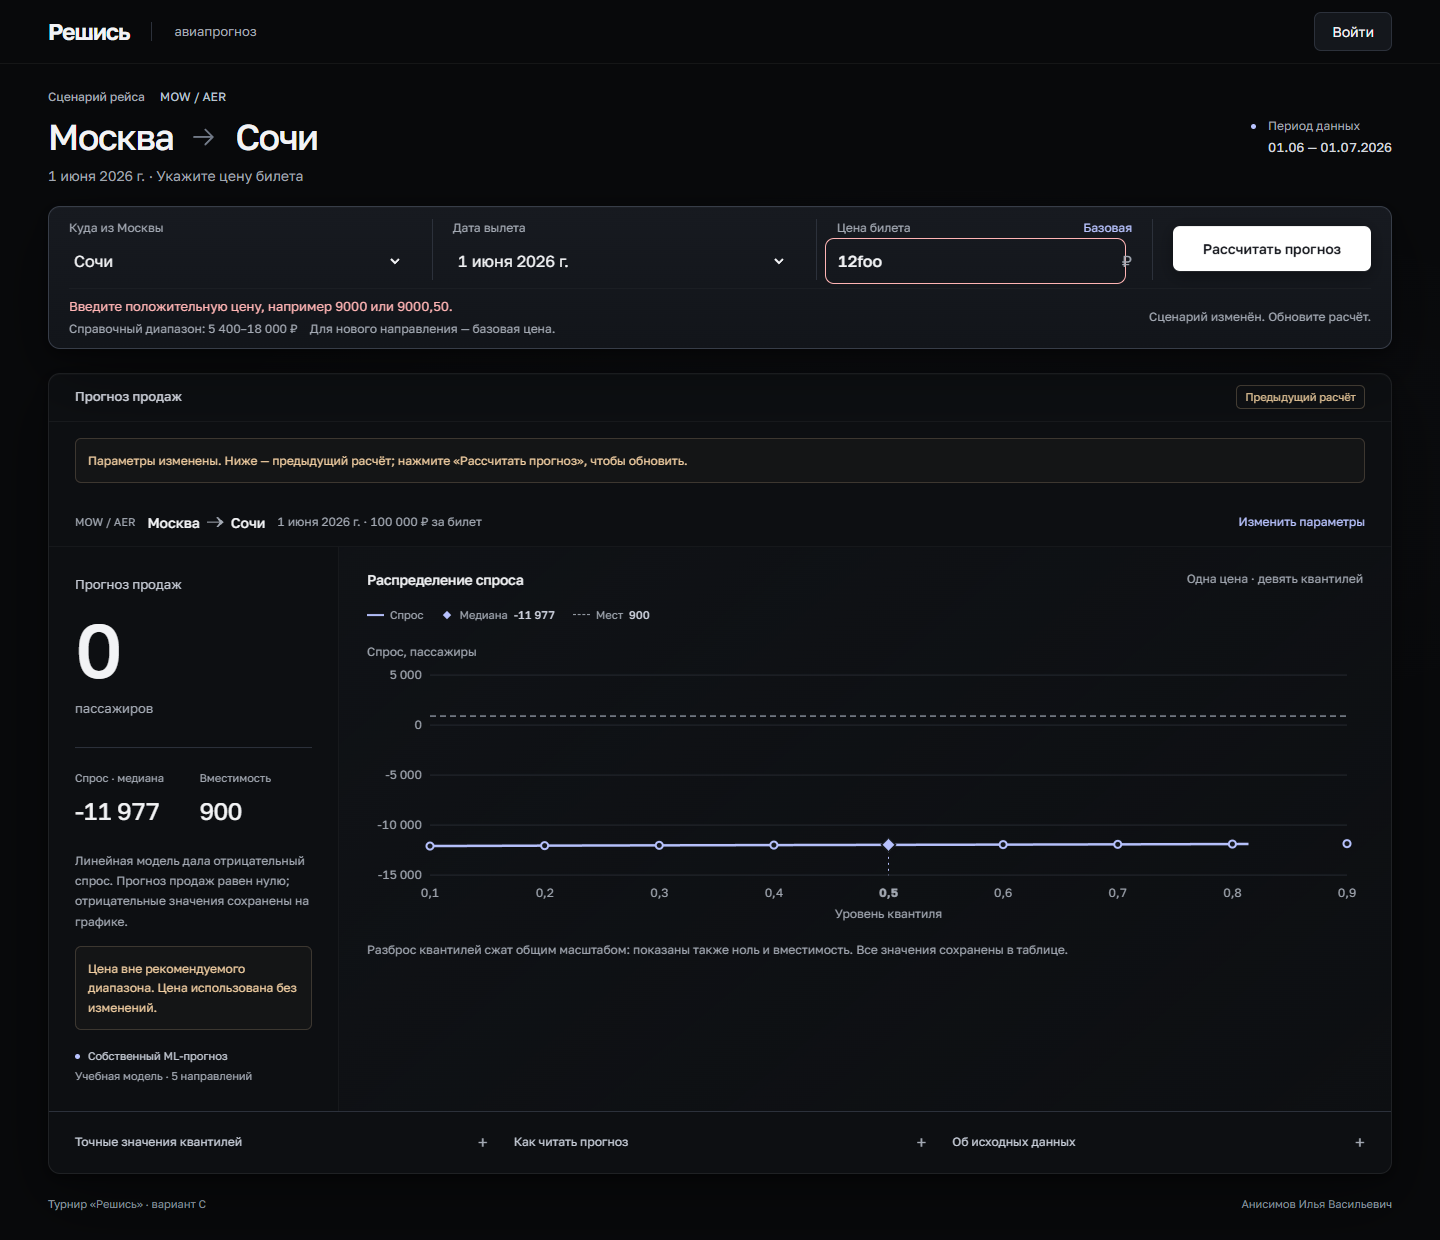 Решись
авиапрогноз
Войти
Сценарий рейса MOW / AER
Москва → Сочи
1 июня 2026 г. · Укажите цену билета
Период данных
01.06 — 01.07.2026
Куда из Москвы
Сочи
Дата вылета
1 июня 2026 г.
Цена билета
Базовая
12foo
₽
Рассчитать прогноз
Введите положительную цену, например 9000 или 9000,50.
Справочный диапазон: 5 400–18 000 ₽ Для нового направления — базовая цена.
Сценарий изменён. Обновите расчёт.
Прогноз продаж
Предыдущий расчёт
Параметры изменены. Ниже — предыдущий расчёт; нажмите «Рассчитать прогноз», чтобы обновить.
MOW / AER Москва → Сочи 1 июня 2026 г. · 100 000 ₽ за билет
Изменить параметры
Прогноз продаж
0
пассажиров
Спрос · медиана
-11 977
Вместимость
900
Линейная модель дала отрицательный
спрос. Прогноз продаж равен нулю;
отрицательные значения сохранены на
графике.
Цена вне рекомендуемого
диапазона. Цена использована без
изменений.
Собственный ML-прогноз
Учебная модель · 5 направлений
Распределение спроса
Одна цена · девять квантилей
Спрос Медиана -11 977 Мест 900
Спрос, пассажиры
5 000
0
-5 000
-10 000
-15 000
0,1 0,2 0,3 0,4 0,5 0,6 0,7 0,8 0,9
Уровень квантиля
Разброс квантилей сжат общим масштабом: показаны также ноль и вместимость. Все значения сохранены в таблице.
Точные значения квантилей +
Как читать прогноз +
Об исходных данных +
Турнир «Решись» · вариант С
Анисимов Илья Васильевич